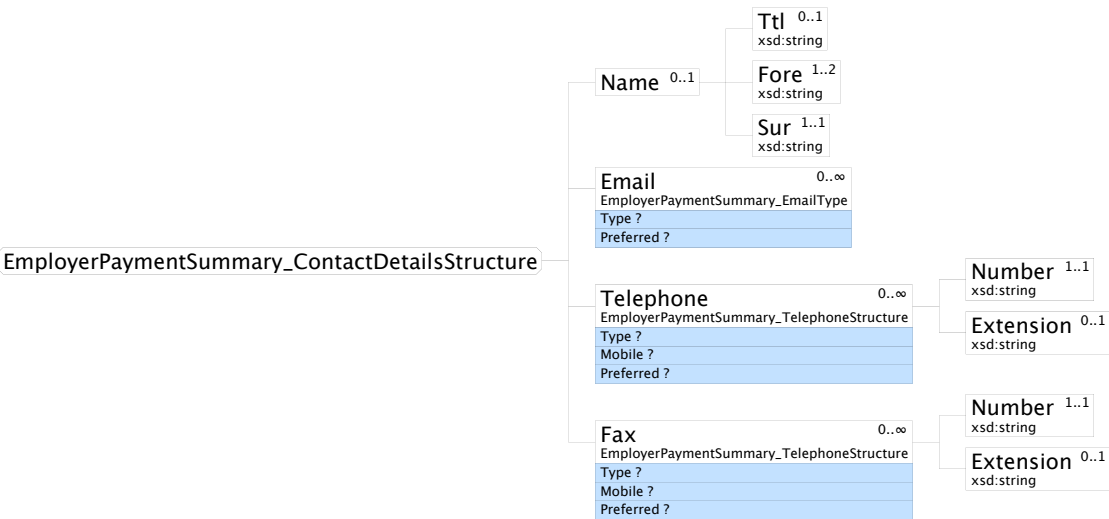 EmployerPaymentSummary_ContactDetailsStructure
Name 0..1
Ttl 0..1
xsd:string
Fore 1..2
xsd:string
Sur 1..1
xsd:string
Email 0..∞
EmployerPaymentSummary_EmailType
Type ?
Preferred ?
Telephone 0..∞
EmployerPaymentSummary_TelephoneStructure
Type ?
Mobile ?
Preferred ?
Number 1..1
xsd:string
Extension 0..1
xsd:string
Fax 0..∞
EmployerPaymentSummary_TelephoneStructure
Type ?
Mobile ?
Preferred ?
Number 1..1
xsd:string
Extension 0..1
xsd:string